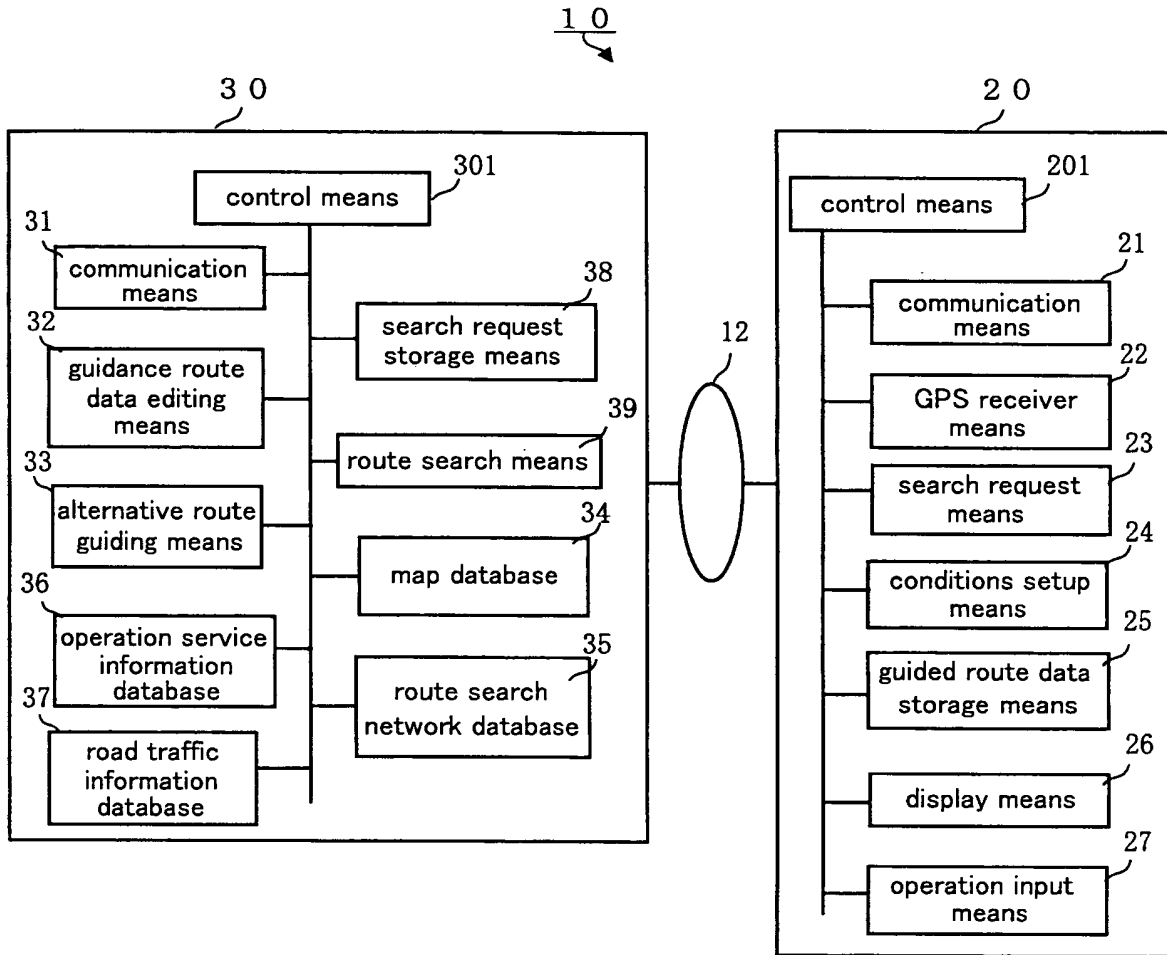 10
30
20
control means
301
31
communication
means
32
guidance route
data editing
means
33
alternative route
guiding means
36
operation service
information
database
37
road traffic
information
database
38
search request
storage means
39
route search means
34
map database
35
route search
network database
12
control means
201
21
communication
means
22
GPS receiver
means
23
search request
means
24
conditions setup
means
25
guided route data
storage means
26
display means
27
operation input
means